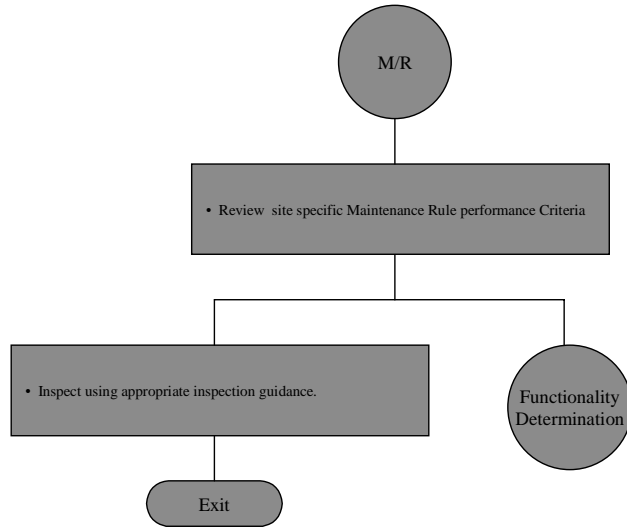 M/R
• Review site specific Maintenance Rule performance Criteria
• Inspect using appropriate inspection guidance.
Functionality
Determination
Exit